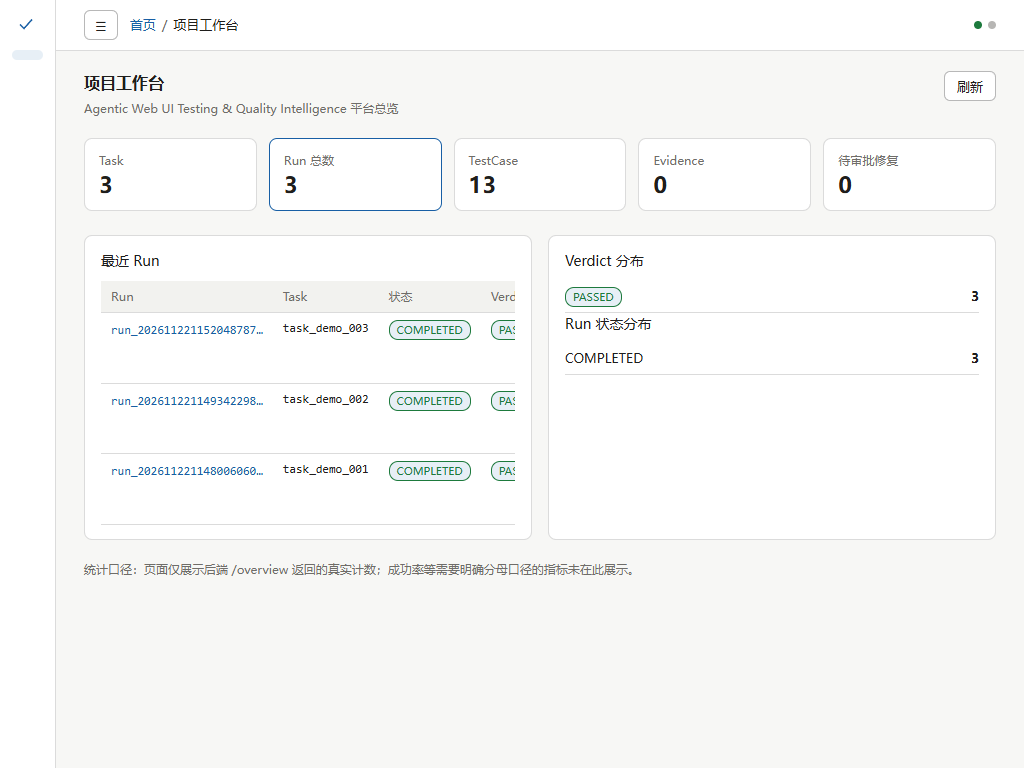 ☰ 首页 / 项目工作台
项目工作台
Agentic Web UI Testing & Quality Intelligence 平台总览
刷新
Task
3
Run 总数
3
TestCase
13
Evidence
0
待审批修复
0
最近 Run
Run Task 状态 Verd
run_202611221152048787… task_demo_003 COMPLETED PAS
run_202611221149342298… task_demo_002 COMPLETED PAS
run_202611221148006060… task_demo_001 COMPLETED PAS
Verdict 分布
PASSED 3
Run 状态分布
COMPLETED 3
统计口径：页面仅展示后端 /overview 返回的真实计数；成功率等需要明确分母口径的指标未在此展示。